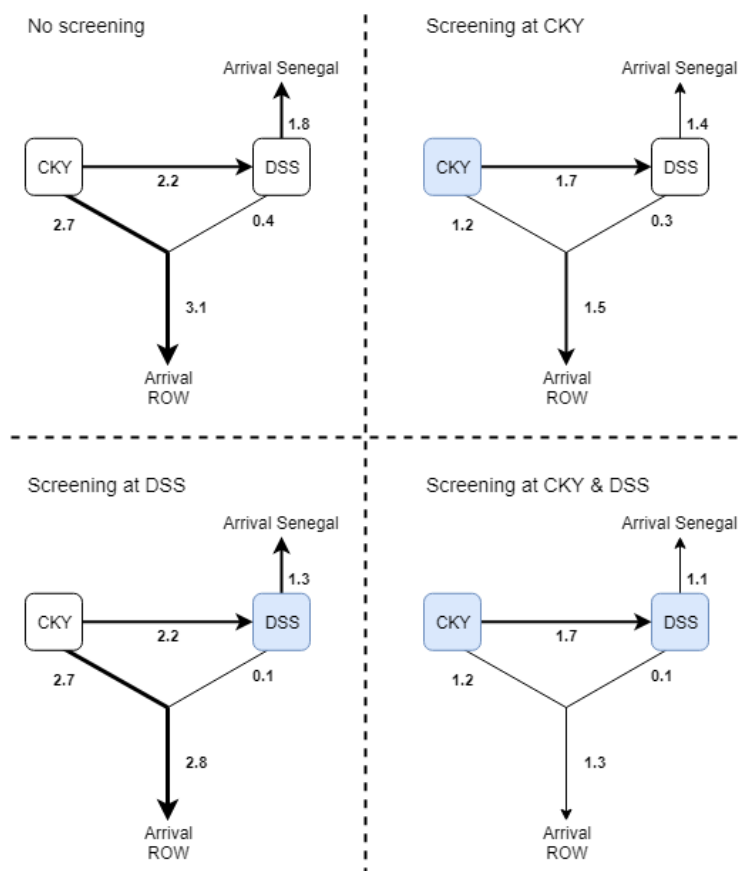 No screening
Arrival Senegal
1.8
CKY
DSS
2.2
2.7
0.4
3.1
Arrival
ROW
Screening at CKY
Arrival Senegal
1.4
CKY
DSS
1.7
1.2
0.3
1.5
Arrival
ROW
Screening at DSS
Arrival Senegal
1.3
CKY
DSS
2.2
2.7
0.1
2.8
Arrival
ROW
Screening at CKY & DSS
Arrival Senegal
1.1
CKY
DSS
1.7
1.2
0.1
1.3
Arrival
ROW